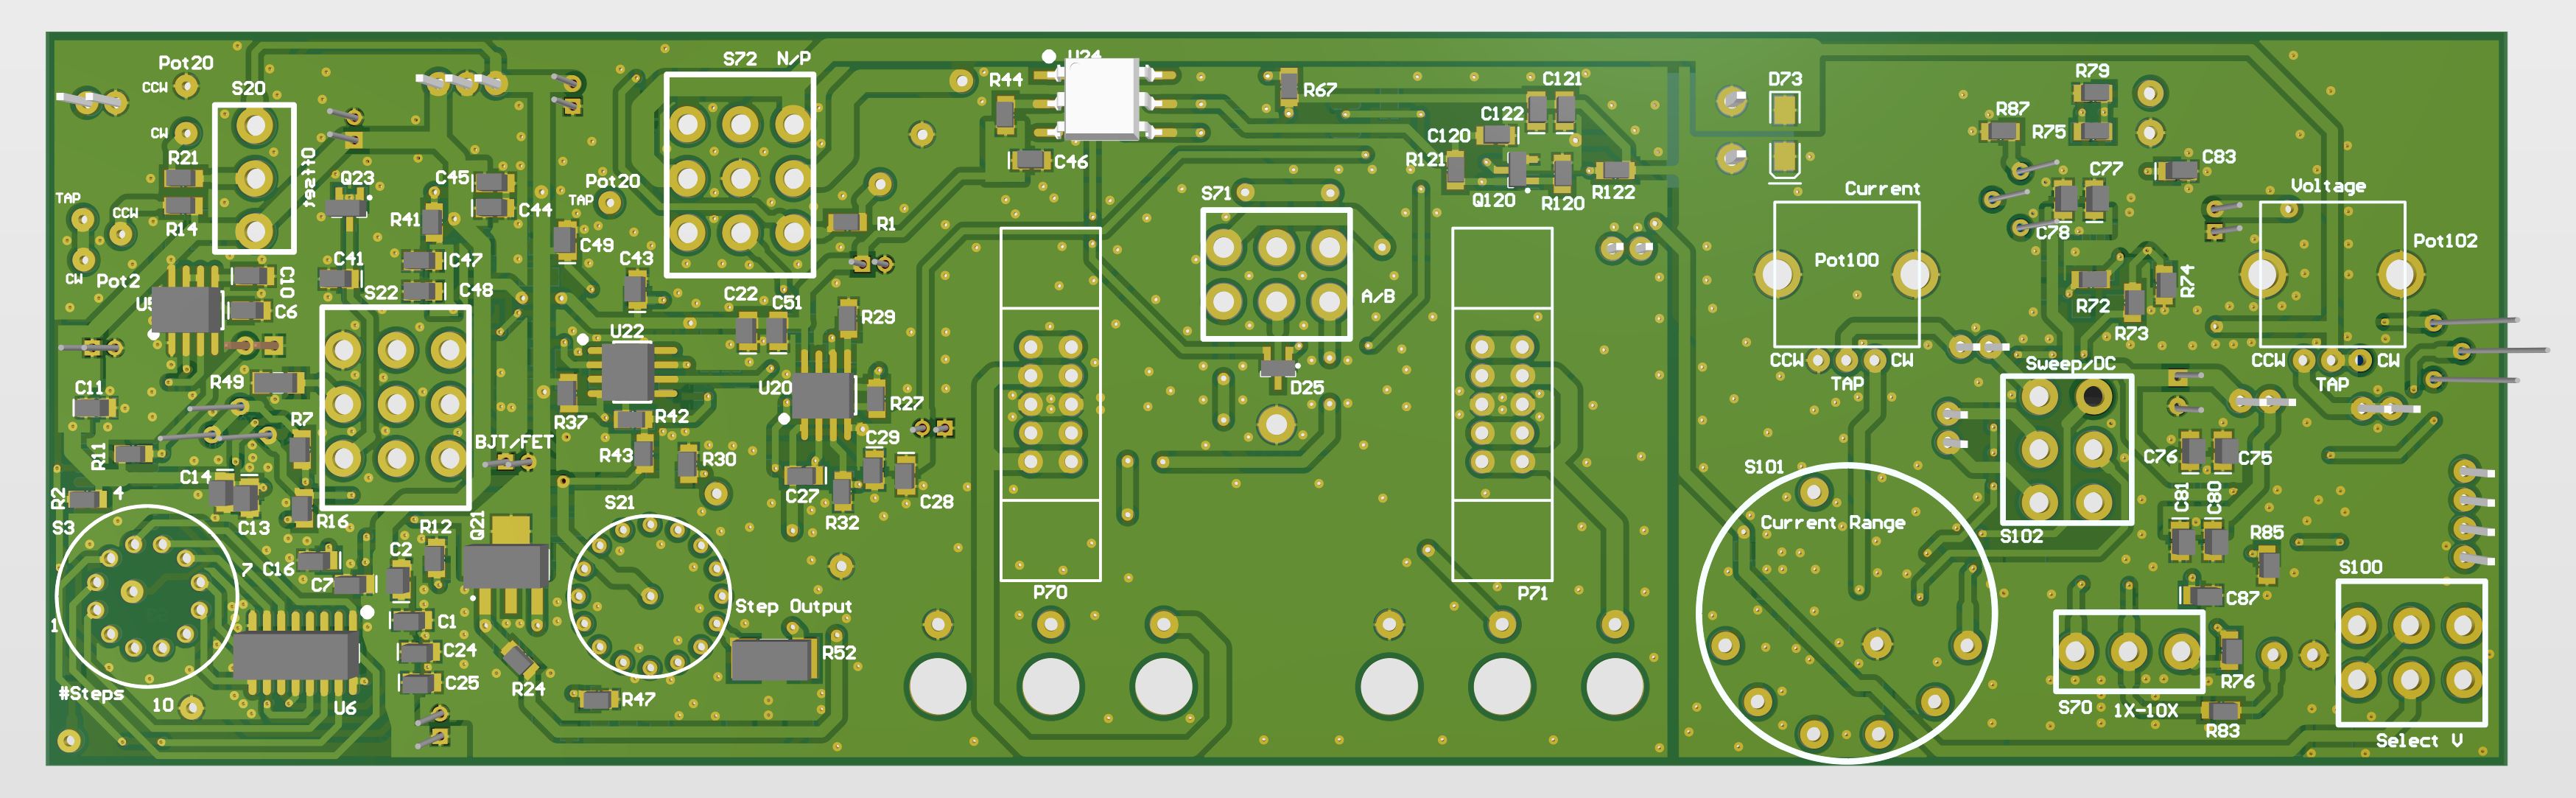 Pot20
CCW
S20
CW
R21
Offset
R14
TAP
CCW
CW
Pot2
C10
C6
Q23
R41
C45
C44
C41
C47
C48
S22
C11
R49
R7
R11
C14
C13
R16
R2
4
S3
7
1
10
#Steps
C16
C7
C2
R12
Q21
C1
C24
C25
U6
BJT/FET
R24
S21
R47
Step Output
R52
S72 N/P
Pot20
TAP
C49
C43
R1
C22
C51
R29
U22
U20
R27
R37
R42
R43
R30
C29
C27
R32
C28
R44
U24
C46
R67
S71
A/B
D25
P70
P71
C121
C122
C120
R121
Q120
R120
R122
D73
R79
R87
R75
C77
C83
C78
Current
Pot100
CCW
TAP
CW
R72
R73
R74
Voltage
Pot102
CCW
TAP
CW
Sweep/DC
S102
C76
C75
C81
C80
R85
S101
Current Range
C87
S100
R76
S70
1X-10X
R83
Select V